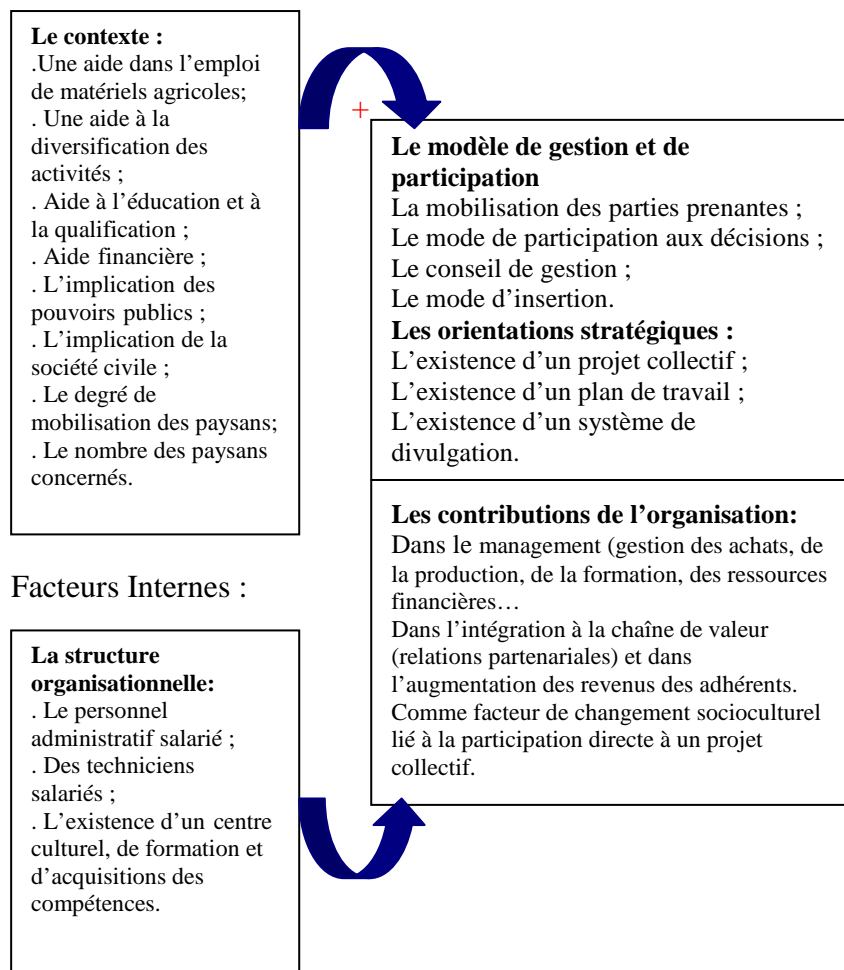 Le contexte :
.Une aide dans l’emploi
de matériels agricoles;
. Une aide à la
diversification des
activités ;
. Aide à l’éducation et à
la qualification ;
. Aide financière ;
. L’implication des
pouvoirs publics ;
. L’implication de la
société civile ;
. Le degré de
mobilisation des paysans;
. Le nombre des paysans
concernés.
+
Le modèle de gestion et de
participation
La mobilisation des parties prenantes ;
Le mode de participation aux décisions ;
Le conseil de gestion ;
Le mode d’insertion.
Les orientations stratégiques :
L’existence d’un projet collectif ;
L’existence d’un plan de travail ;
L’existence d’un système de
divulgation.
Les contributions de l’organisation:
Dans le management (gestion des achats, de
la production, de la formation, des ressources
financières…
Dans l’intégration à la chaîne de valeur
(relations partenariales) et dans
l’augmentation des revenus des adhérents.
Comme facteur de changement socioculturel
lié à la participation directe à un projet
collectif.
Facteurs Internes :
La structure
organisationnelle:
. Le personnel
administratif salarié ;
. Des techniciens
salariés ;
. L’existence d’un centre
culturel, de formation et
d’acquisitions des
compétences.